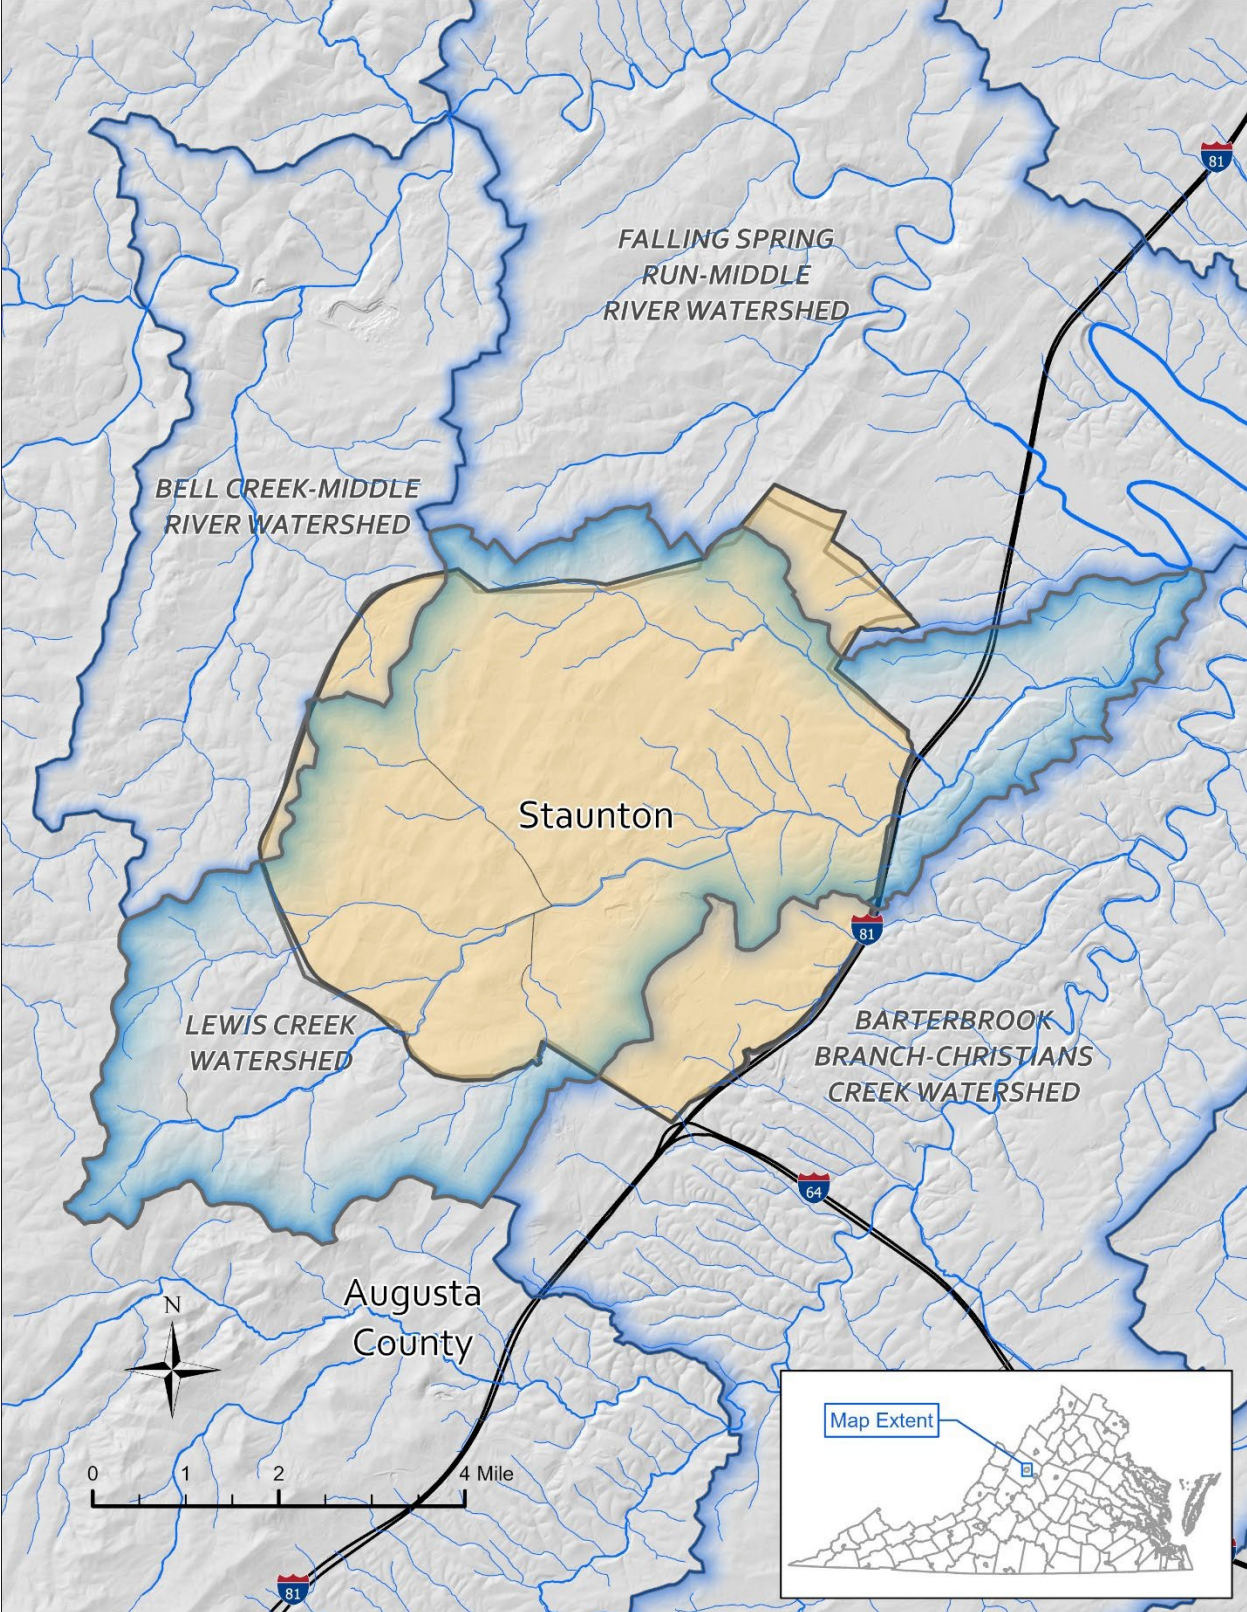 81
FALLING SPRING
RUN-MIDDLE
RIVER WATERSHED
BELL CREEK-MIDDLE
RIVER WATERSHED
Staunton
81
LEWIS CREEK
WATERSHED
BARTERBROOK
BRANCH-CHRISTIANS
CREEK WATERSHED
64
Augusta
County
N
Map Extent
0 1 2 4 Mile
81